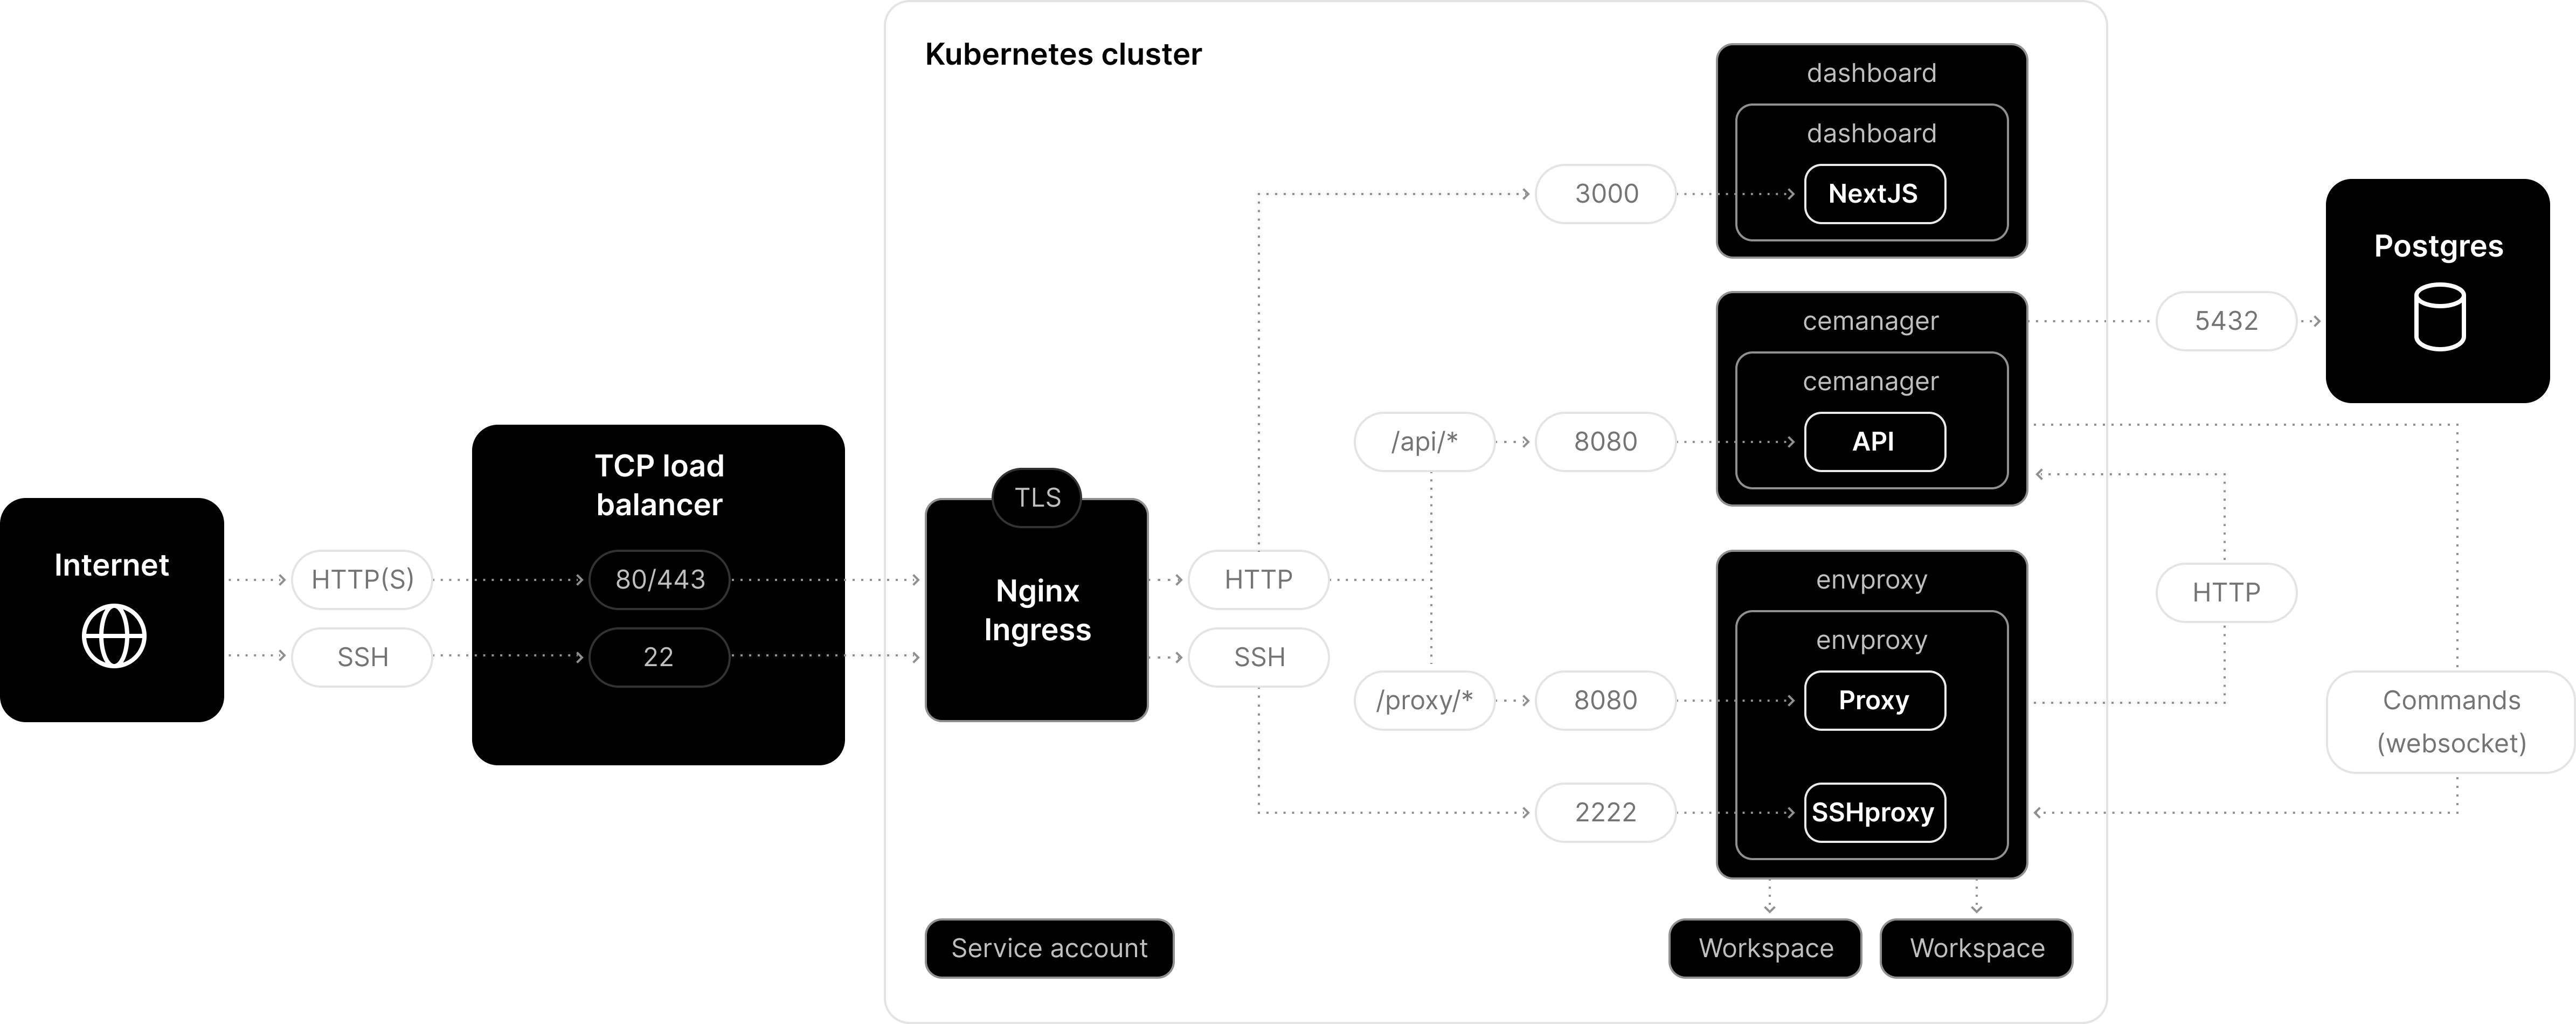 Kubernetes cluster
dashboard
dashboard
3000
NextJS
Postgres
cemanager
5432
cemanager
/api/*
8080
API
TCP load
balancer
TLS
Internet
HTTP(S)
80/443
Nginx
Ingress
HTTP
envproxy
HTTP
SSH
22
SSH
envproxy
/proxy/*
8080
Proxy
Commands
(websocket)
2222
SSHproxy
Service account
Workspace
Workspace